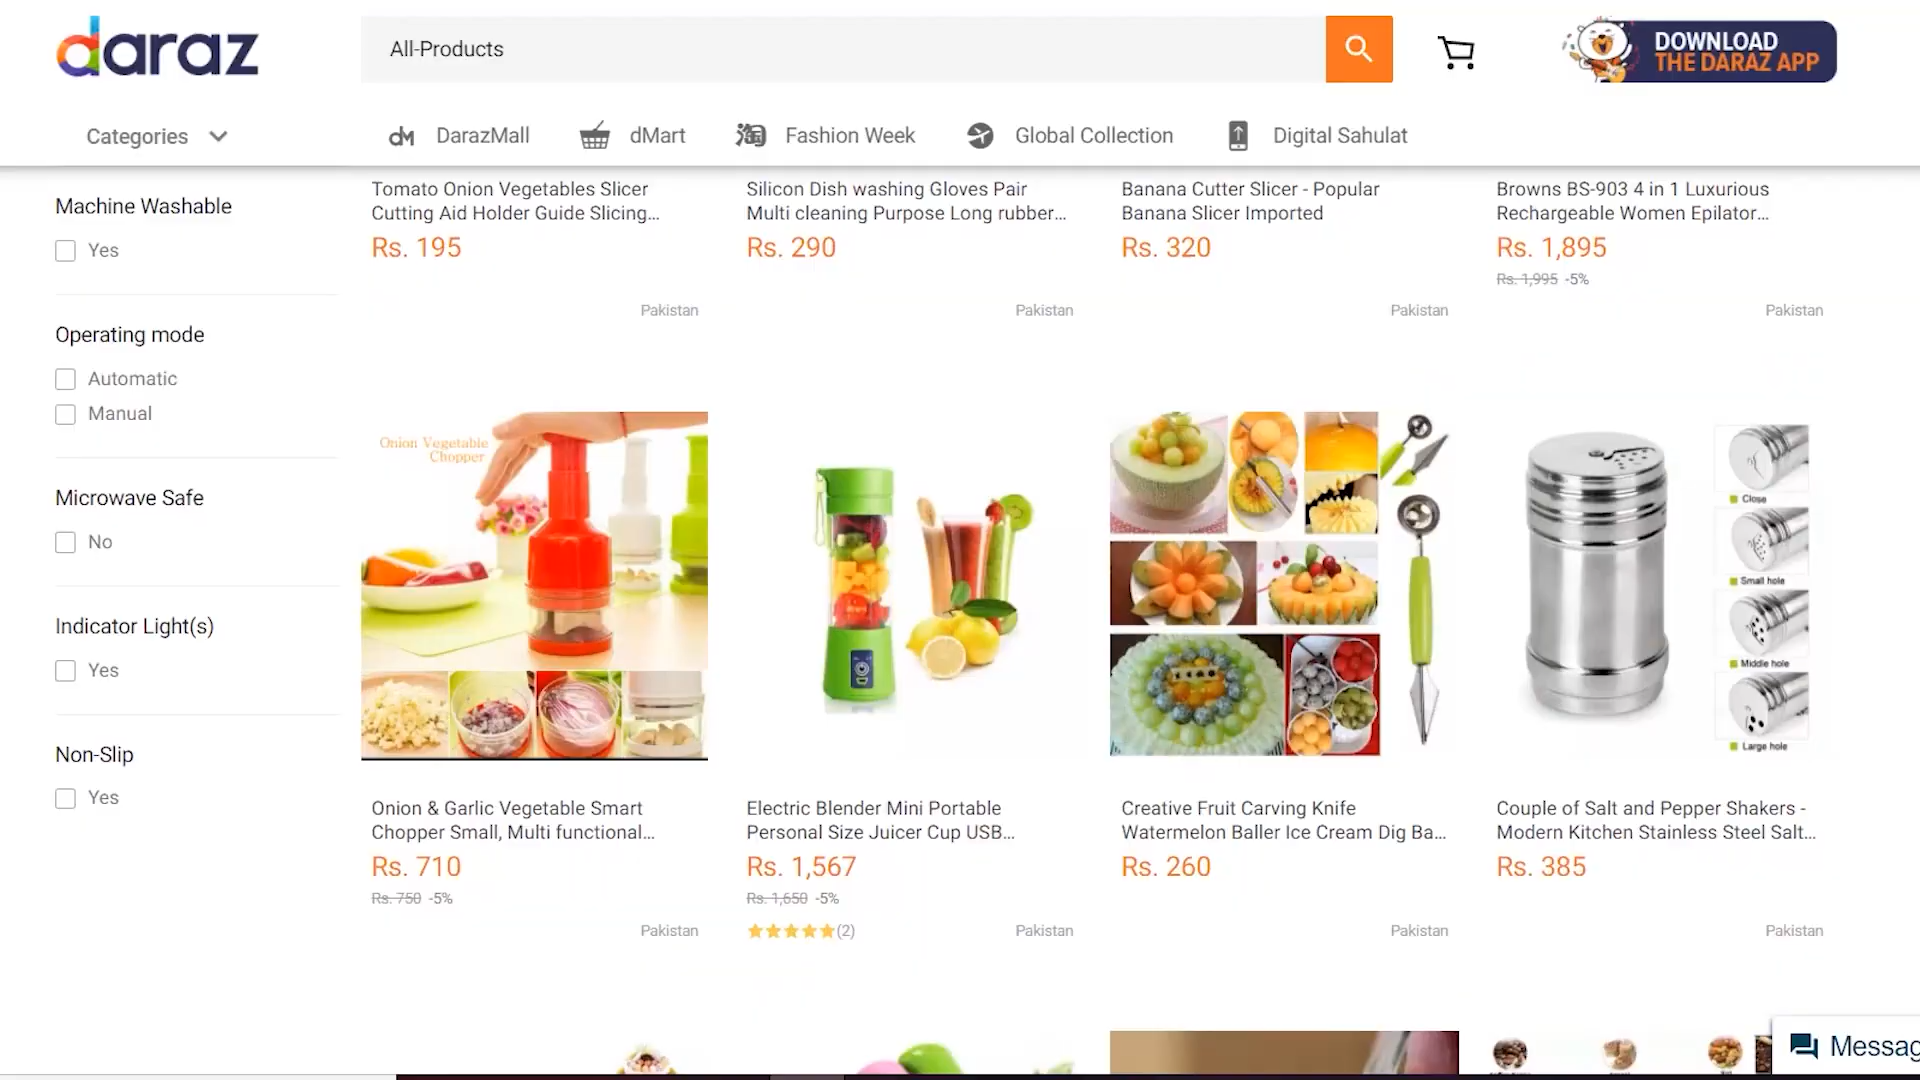 daraz
All-Products
DOWNLOAD
THE DARAZ APP
Categories
dM DarazMall
dMart
淘 Fashion Week
Global Collection
Digital Sahulat
Machine Washable
Yes
Operating mode
Automatic
Manual
Microwave Safe
No
Indicator Light(s)
Yes
Non-Slip
Yes
Tomato Onion Vegetables Slicer
Cutting Aid Holder Guide Slicing...
Rs. 195
Pakistan
Silicon Dish washing Gloves Pair
Multi cleaning Purpose Long rubber...
Rs. 290
Pakistan
Banana Cutter Slicer - Popular
Banana Slicer Imported
Rs. 320
Pakistan
Browns BS-903 4 in 1 Luxurious
Rechargeable Women Epilator...
Rs. 1,895
Rs. 1,995 -5%
Pakistan
Onion Vegetable
Chopper
Onion & Garlic Vegetable Smart
Chopper Small, Multi functional...
Rs. 710
Rs. 750 -5%
Pakistan
Electric Blender Mini Portable
Personal Size Juicer Cup USB...
Rs. 1,567
Rs. 1,650 -5%
(2)
Pakistan
Creative Fruit Carving Knife
Watermelon Baller Ice Cream Dig Ba...
Rs. 260
Pakistan
Close
Small hole
Middle hole
Large hole
Couple of Salt and Pepper Shakers -
Modern Kitchen Stainless Steel Salt...
Rs. 385
Pakistan
Messag